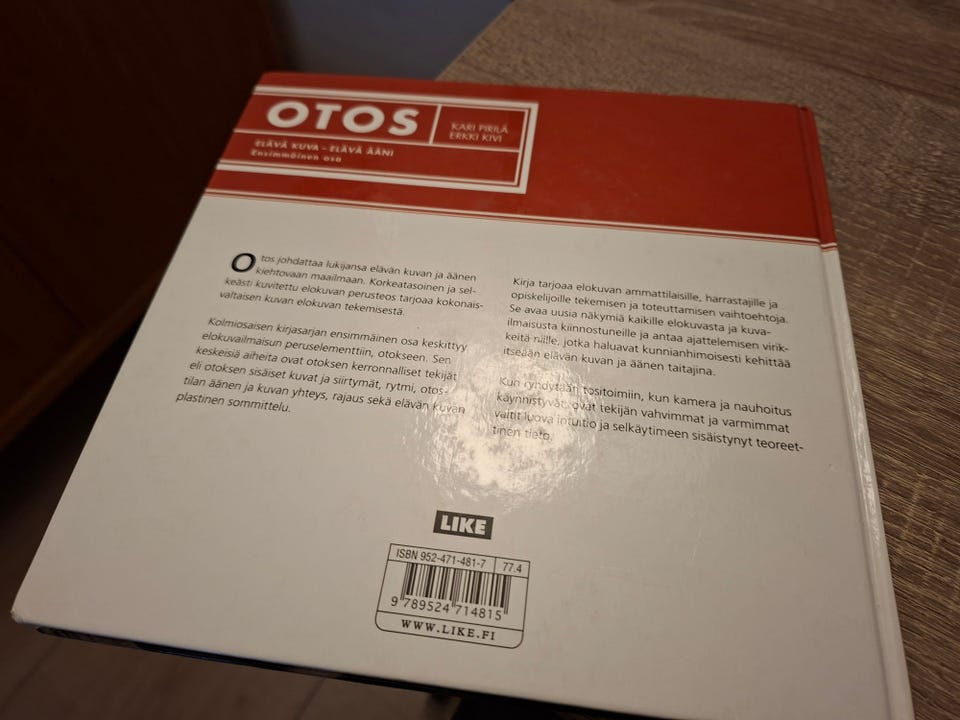 OTOS
KARI PIRILÄ
ERKKI KIVI
ELÄVÄ KUVA – ELÄVÄ ÄÄNI
Ensimmäinen osa
Otos johdattaa lukijansa elävän kuvan ja äänen
kiehtovaan maailmaan. Korkeatasoinen ja sel-
keästi kuvitettu elokuvan perusteos tarjoaa kokonais-
valtaisen kuvan elokuvan tekemisestä.
Kolmiosaisen kirjasarjan ensimmäinen osa keskittyy
elokuvailmaisun peruselementtiin, otokseen. Sen
keskeisiä aiheita ovat otoksen kerronnalliset tekijät
eli otoksen sisäiset kuvat ja siirtymät, rytmi, otos-
tilan äänen ja kuvan yhteys, rajaus sekä elävän kuvan
plastinen sommittelu.
Kirja tarjoaa elokuvan ammattilaisille, harrastajille ja
opiskelijoille tekemisen ja toteuttamisen vaihtoehtoja.
Se avaa uusia näkymiä kaikille elokuvasta ja kuva-
ilmaisusta kiinnostuneille ja antaa ajattelemisen virik-
keitä niille, jotka haluavat kunnianhimoisesti kehittää
itseään elävän kuvan ja äänen taitajina.
Kun ryhdytään tositoimiin, kun kamera ja nauhoitus
käynnistyvät, ovat tekijän vahvimmat ja varmimmat
valtit luova intuitio ja selkäytimeen sisäistynyt teoreet-
tinen tieto.
LIKE
ISBN 952-471-481-7 77.4
9 789524 714815
WWW.LIKE.FI